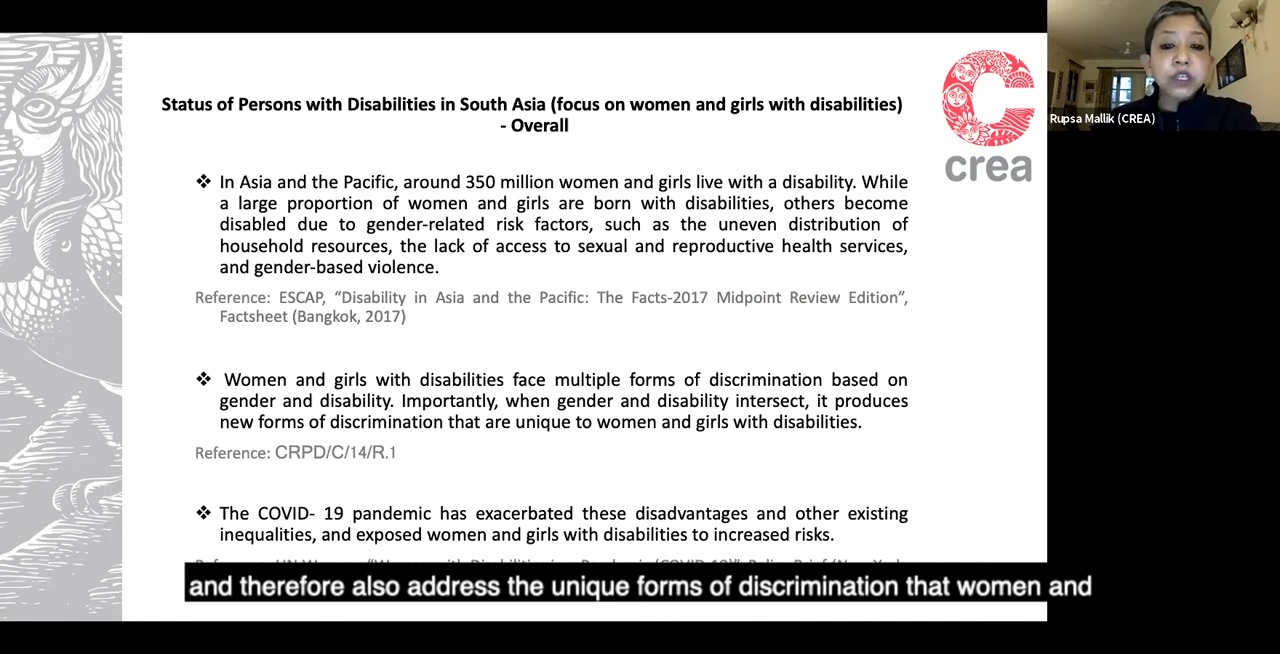 Status of Persons with Disabilities in South Asia (focus on women and girls with disabilities)
- Overall
crea
Rupsa Mallik (CREA)
❖ In Asia and the Pacific, around 350 million women and girls live with a disability. While
a large proportion of women and girls are born with disabilities, others become
disabled due to gender-related risk factors, such as the uneven distribution of
household resources, the lack of access to sexual and reproductive health services,
and gender-based violence.
Reference: ESCAP, “Disability in Asia and the Pacific: The Facts-2017 Midpoint Review Edition”,
Factsheet (Bangkok, 2017)
❖ Women and girls with disabilities face multiple forms of discrimination based on
gender and disability. Importantly, when gender and disability intersect, it produces
new forms of discrimination that are unique to women and girls with disabilities.
Reference: CRPD/C/14/R.1
❖ The COVID- 19 pandemic has exacerbated these disadvantages and other existing
inequalities, and exposed women and girls with disabilities to increased risks.
and therefore also address the unique forms of discrimination that women and